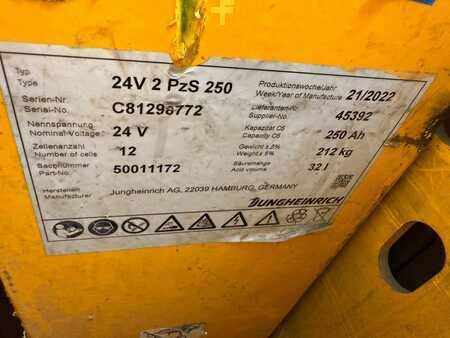 +
Typ
Type 24V 2 PzS 250 Produktionswoche/Jahr Week/Year of Manufacture 21/2022
Serien-Nr. Serial-No. C81298772 Lieferanten-Nr. Supplier-No. 45392
Nennspannung Nominal Voltage: 24 V Kapazität C5 Capacity C5 250 Ah
Zellenanzahl Number of cells 12 Gewicht ± 5% Weight ± 5% 212 kg
Sachnummer Part-No: 50011172 Säuremenge Acid volume 32 l
Hersteller Manufacturer Jungheinrich AG, 22039 HAMBURG, GERMANY
JUNGHEINRICH